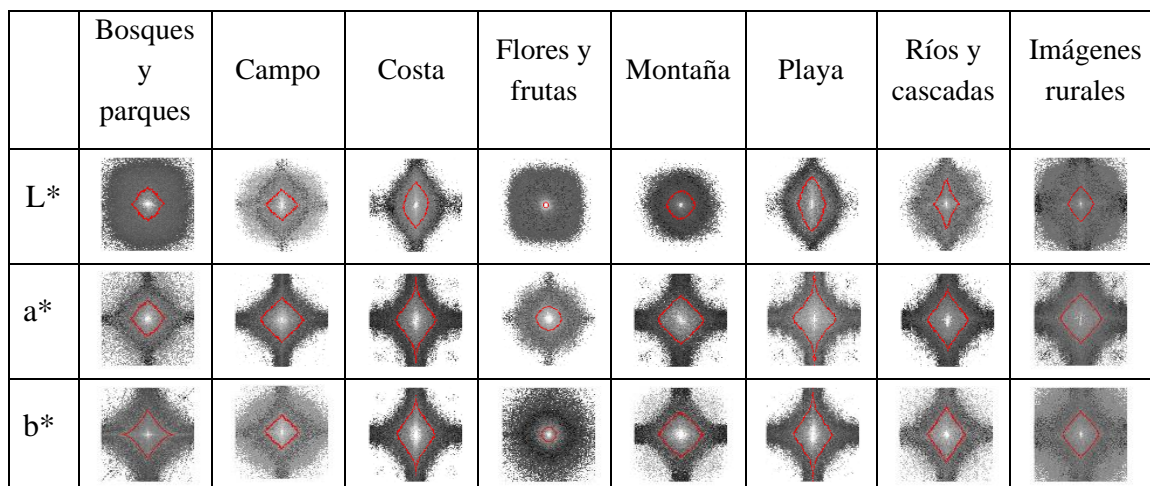 Bosques
y
parques
Campo
Costa
Flores y
frutas
Montaña
Playa
Ríos y
cascadas
Imágenes
rurales
L*
a*
b*